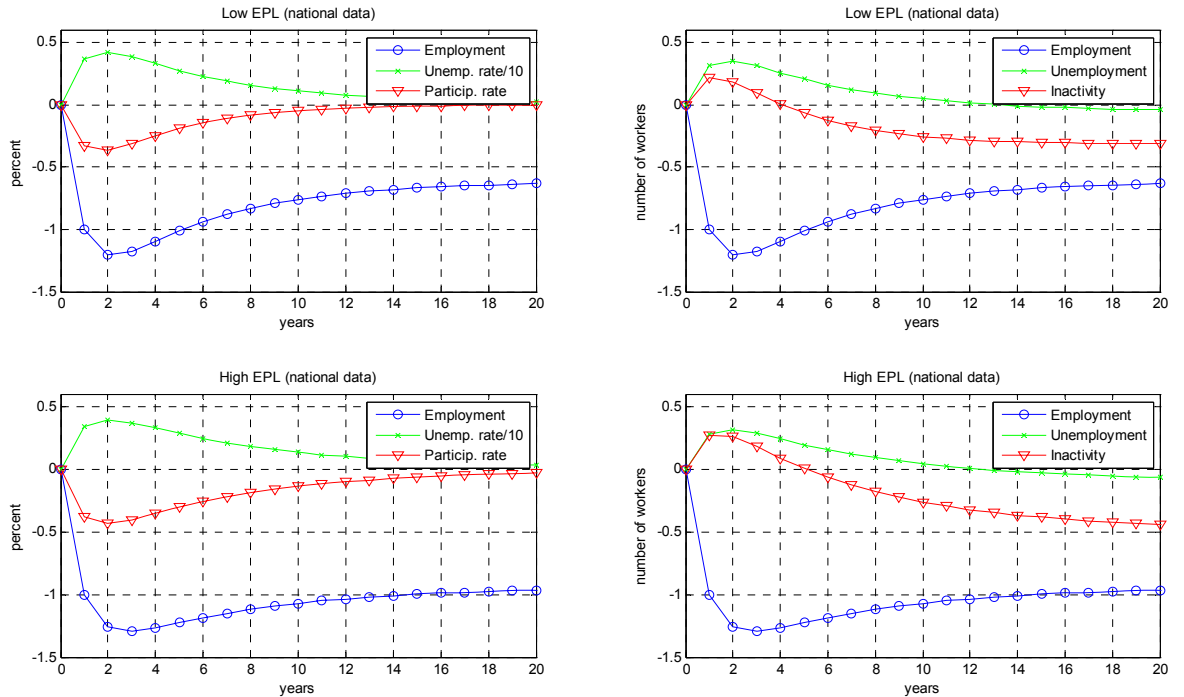 Low EPL (national data)
0.5
0
-0.5
-1
-1.5
percent
Employment
Unemp. rate/10
Particip. rate
0 2 4 6 8 10 12 14 16 18 20
years
Low EPL (national data)
0.5
0
-0.5
-1
-1.5
number of workers
Employment
Unemployment
Inactivity
0 2 4 6 8 10 12 14 16 18 20
years
High EPL (national data)
0.5
0
-0.5
-1
-1.5
percent
Employment
Unemp. rate/10
Particip. rate
0 2 4 6 8 10 12 14 16 18 20
years
High EPL (national data)
0.5
0
-0.5
-1
-1.5
number of workers
Employment
Unemployment
Inactivity
0 2 4 6 8 10 12 14 16 18 20
years